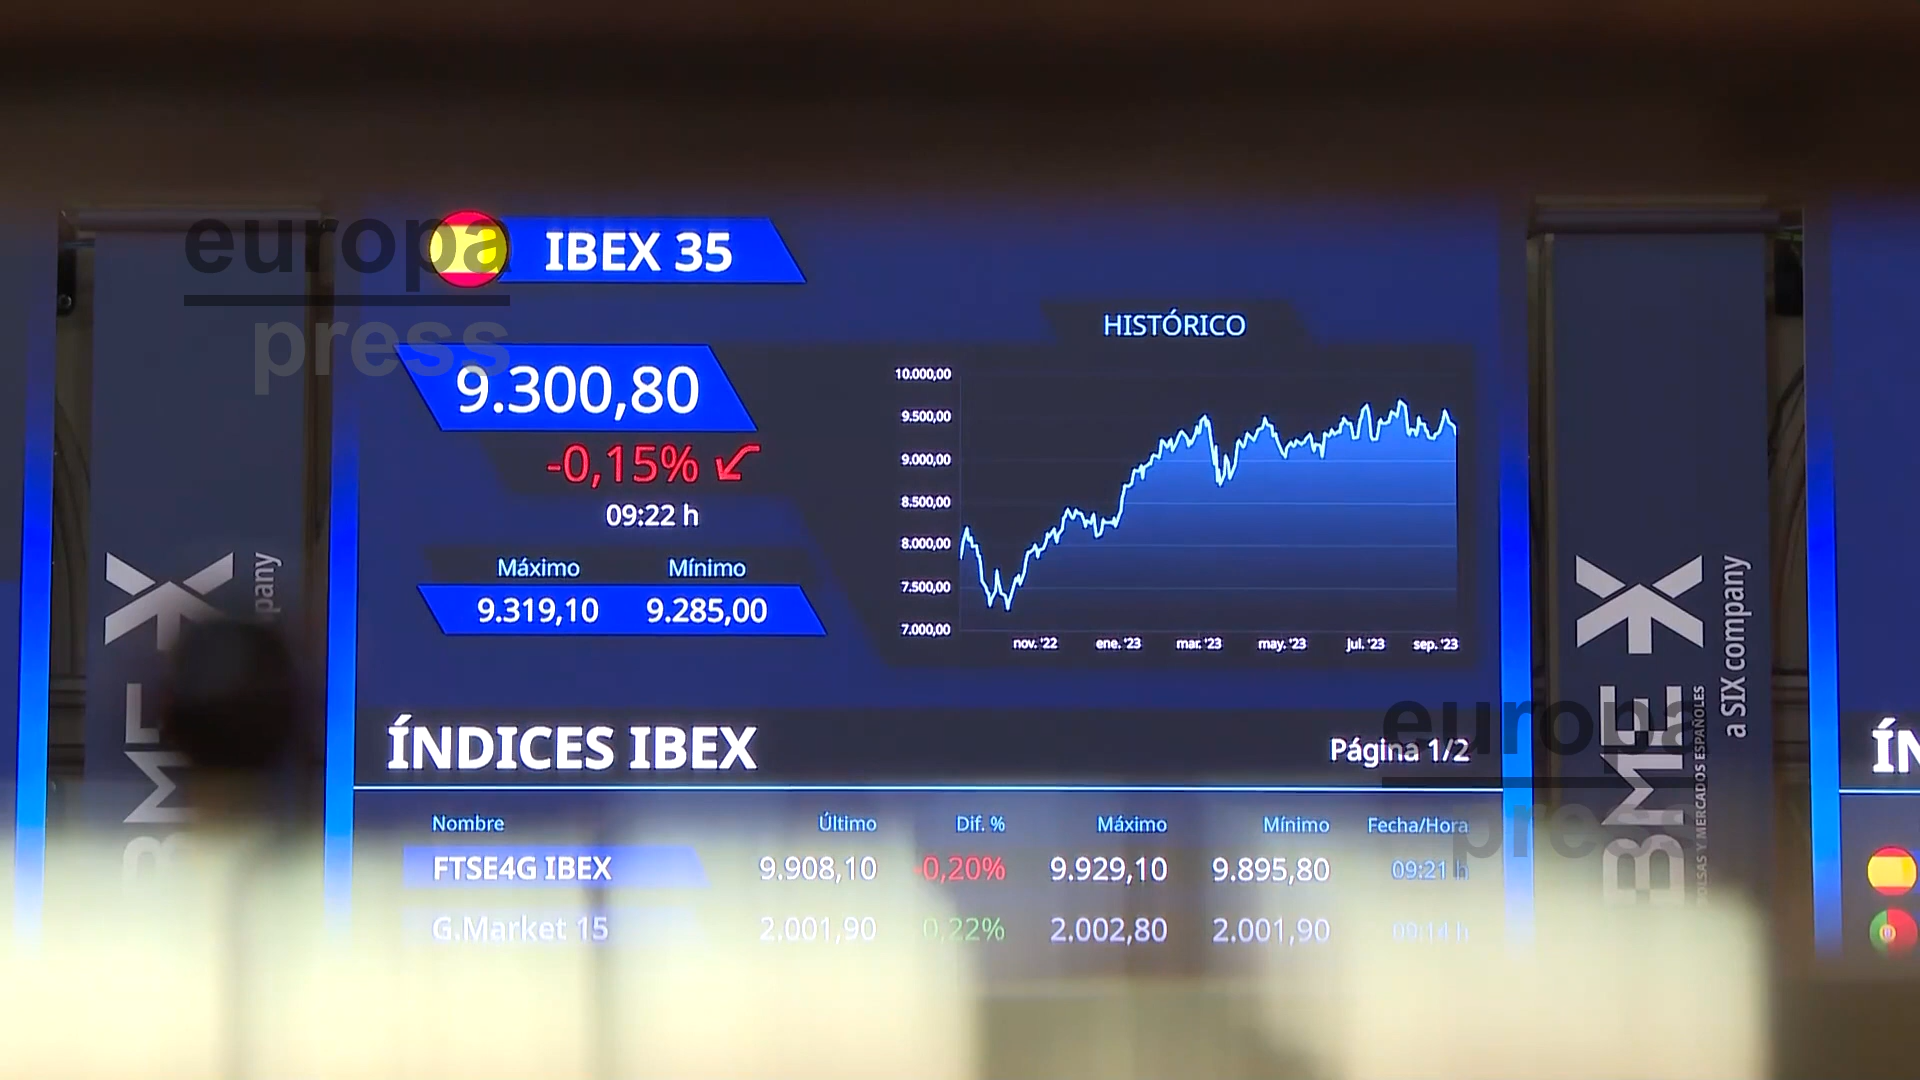 europa
press
IBEX 35
9.300,80
-0,15%
09:22 h
Máximo Mínimo
9.319,10 9.285,00
HISTÓRICO
10.000,00
9.500,00
9.000,00
8.500,00
8.000,00
7.500,00
7.000,00
nov. '22 ene. '23 mar. '23 may. '23 jul. '23 sep. '23
ÍNDICES IBEX
Página 1/2
Nombre Último Dif. % Máximo Mínimo Fecha/Hora
FTSE4G IBEX 9.908,10 -0,20% 9.929,10 9.895,80 09:21 h
G.Market 15 2.001,90 0,22% 2.002,80 2.001,90 09:14 h
BME
BME
Y MERCADOS ESPAÑOLES
a SIX company
europa
press